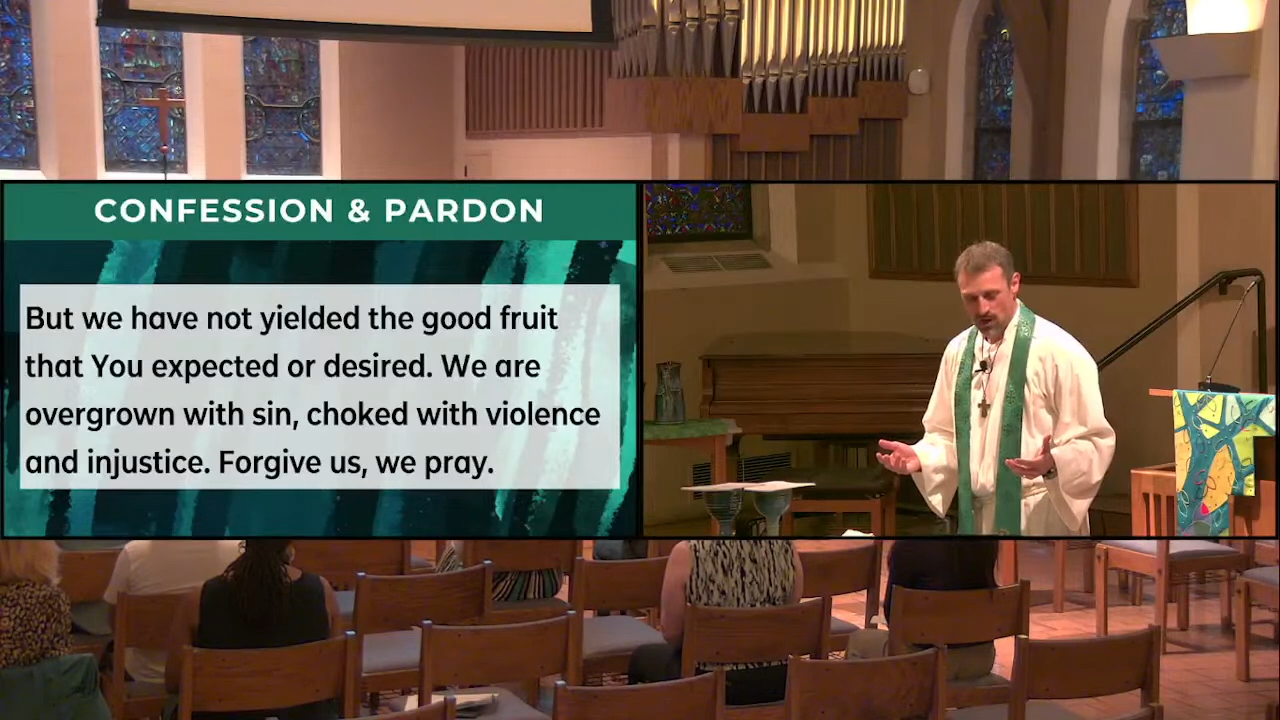 CONFESSION & PARDON
But we have not yielded the good fruit
that You expected or desired. We are
overgrown with sin, choked with violence
and injustice. Forgive us, we pray.